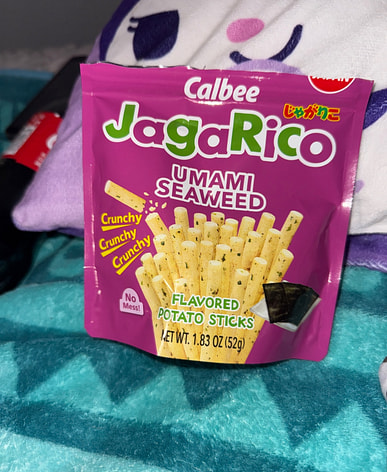 Calbee
じゃがりこ
JagaRico
UMAMI
SEAWEED
Crunchy
Crunchy
Crunchy
No
Mess!
FLAVORED
POTATO STICKS
NET WT. 1.83 OZ (52g)